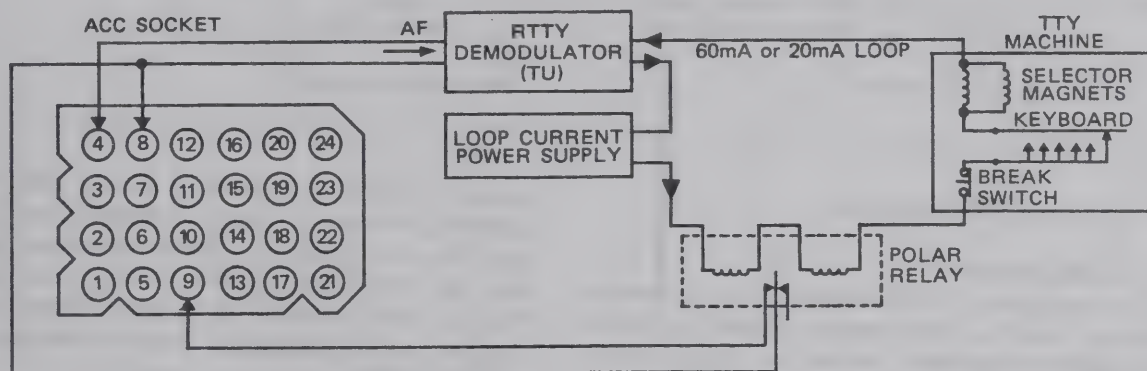 ACC SOCKET
AF
RTTY
DEMODULATOR
(TU)
60mA or 20mA LOOP
TTY
MACHINE
SELECTOR
MAGNETS
KEYBOARD
BREAK
SWITCH
LOOP CURRENT
POWER SUPPLY
POLAR
RELAY
4 8 12 16 20 24
3 7 11 15 19 23
2 6 10 14 18 22
1 5 9 13 17 21